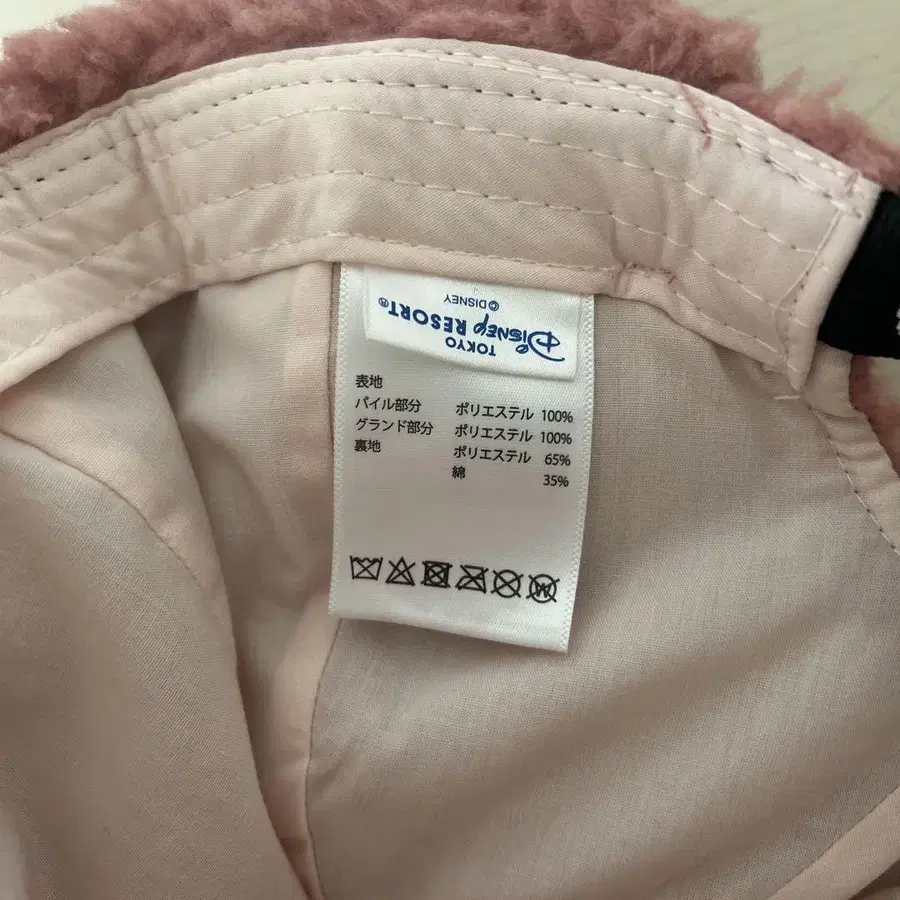 TOKYO
Disney RESORT®
© DISNEY
表地
パイル部分 ポリエステル 100%
グランド部分 ポリエステル 100%
裏地 ポリエステル 65%
綿 35%